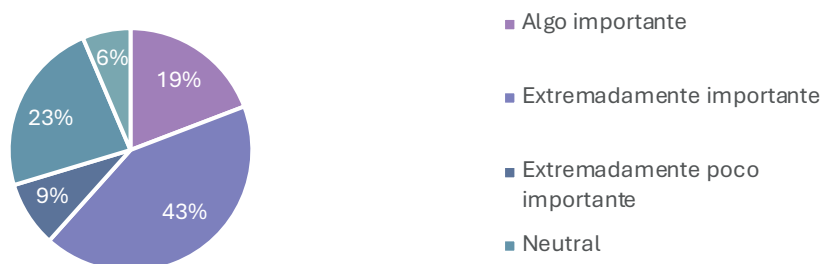 6%
19%
23%
9%
43%
Algo importante
Extremadamente importante
Extremadamente poco
importante
Neutral